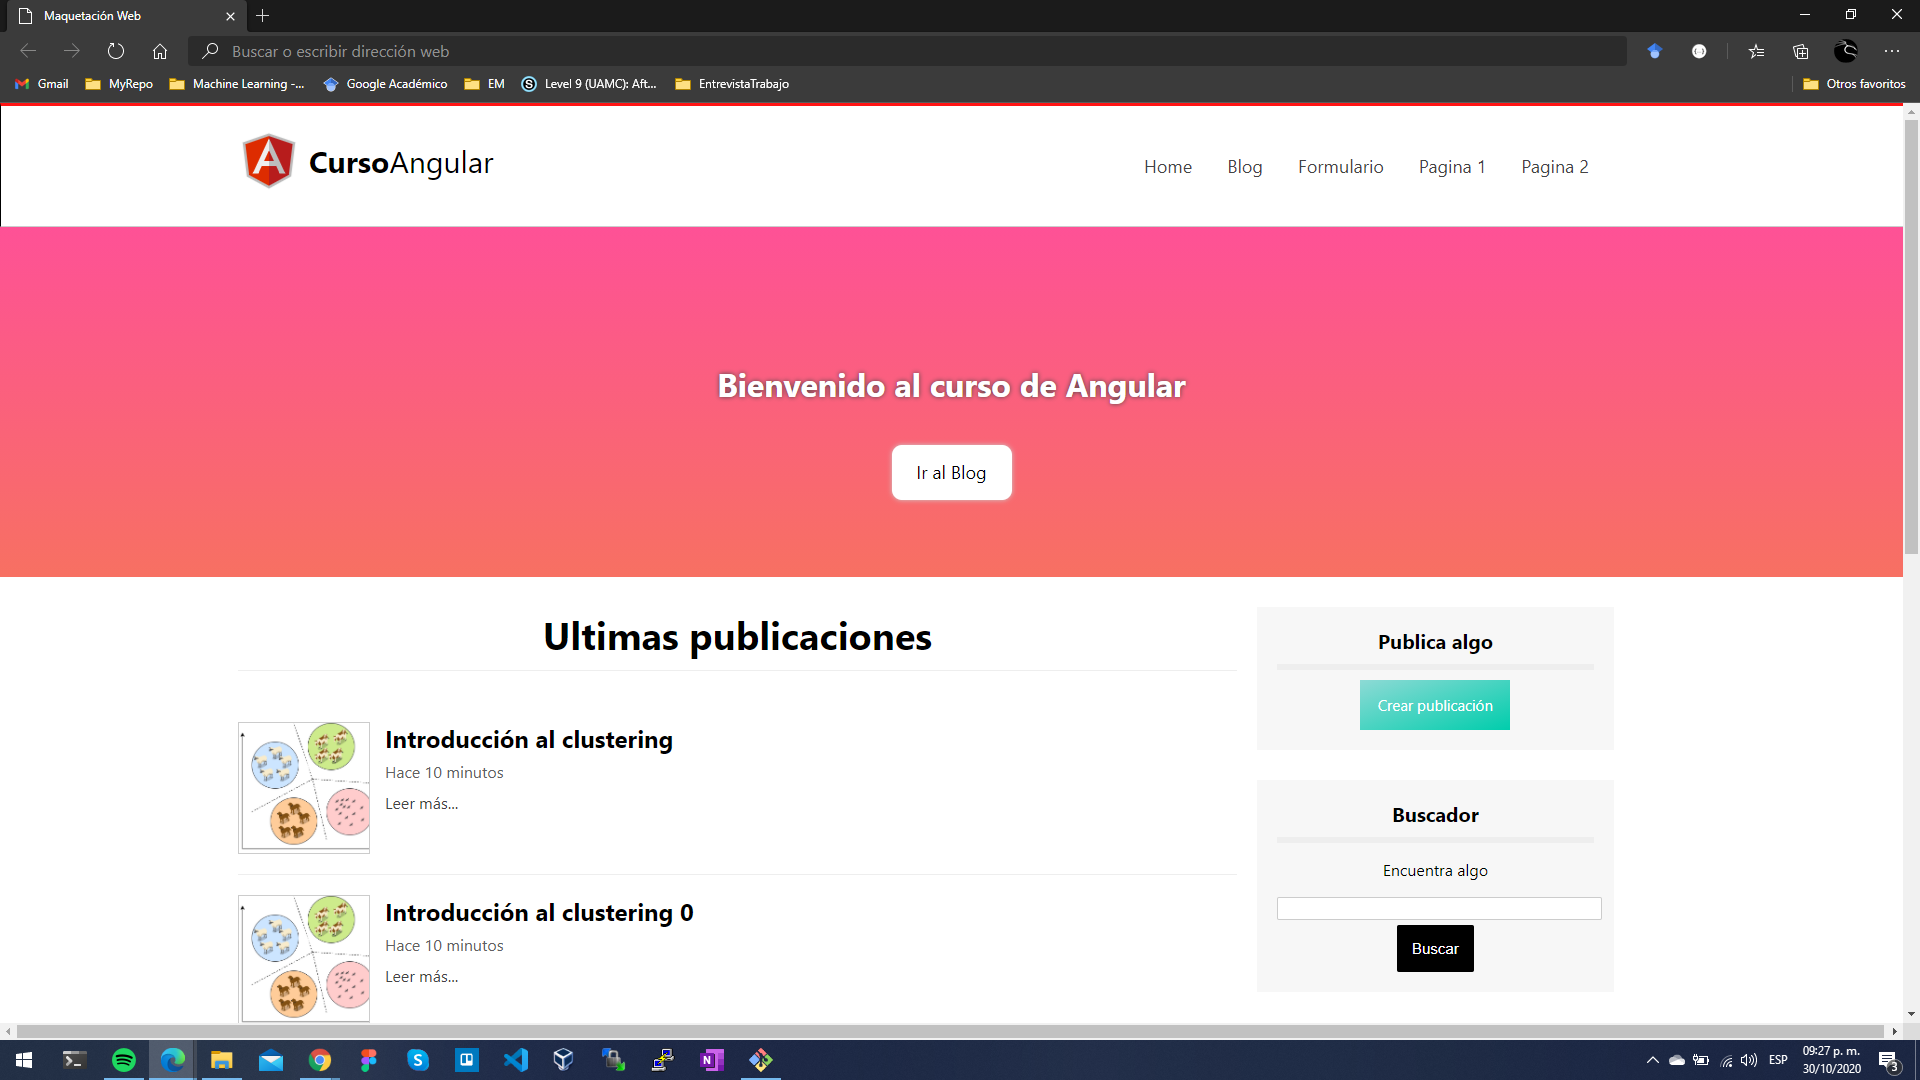 Maquetación Web
Buscar o escribir dirección web
Gmail MyRepo Machine Learning -... Google Académico EM Level 9 (UAMC): Aft... EntrevistaTrabajo Otros favoritos
CursoAngular
Home Blog Formulario Pagina 1 Pagina 2
Bienvenido al curso de Angular
Ir al Blog
Ultimas publicaciones
Introducción al clustering
Hace 10 minutos
Leer más...
Introducción al clustering 0
Hace 10 minutos
Leer más...
Publica algo
Crear publicación
Buscador
Encuentra algo
Buscar
ESP
09:27 p. m.
30/10/2020
3